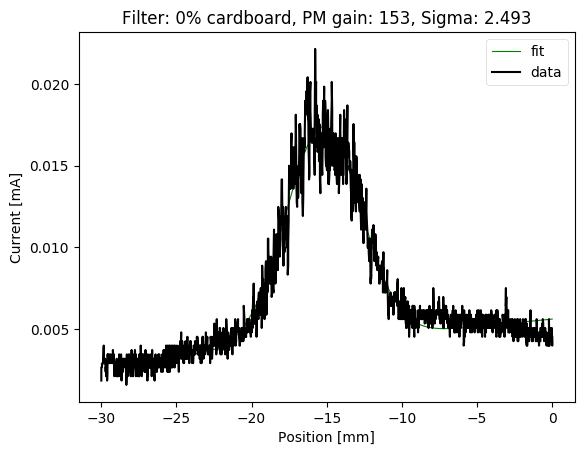 Filter: 0% cardboard, PM gain: 153, Sigma: 2.493
fit
data
0.020
0.015
0.010
0.005
Current [mA]
−30
−25
−20
−15
−10
−5
0
Position [mm]